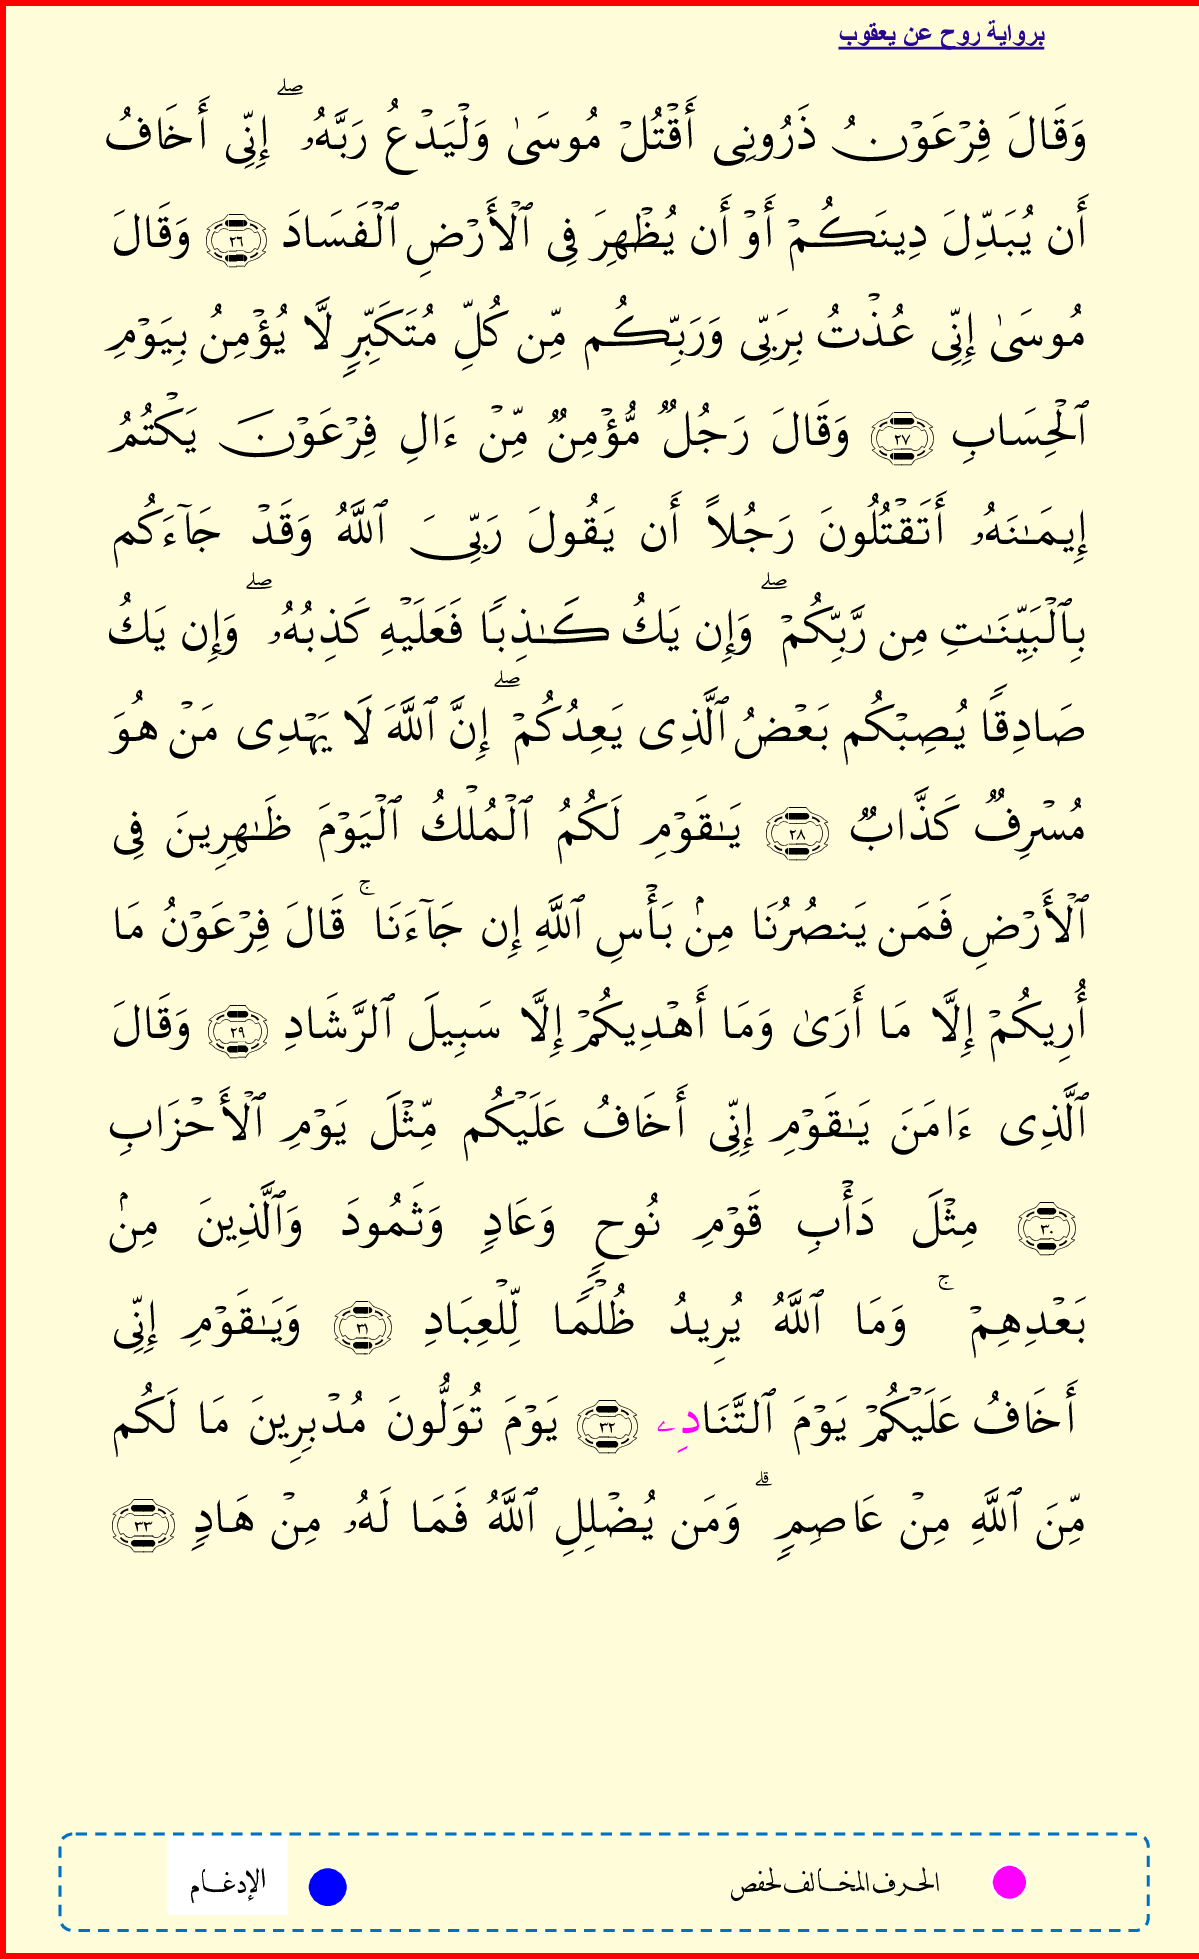 برواية روح عن يعقوب
وَقَالَ فِرْعَوْنُ ذَرُونِى أَقْتُلْ مُوسَىٰ وَلْيَدْعُ رَبَّهُۥ ۖ إِنِّى أَخَافُ
أَن يُبَدِّلَ دِينَكُمْ أَوْ أَن يُظْهِرَ فِى ٱلْأَرْضِ ٱلْفَسَادَ ٢٦ وَقَالَ
مُوسَىٰ إِنِّى عُذْتُ بِرَبِّى وَرَبِّكُم مِّن كُلِّ مُتَكَبِّرٍ لَّا يُؤْمِنُ بِيَوْمِ
ٱلْحِسَابِ ٢٧ وَقَالَ رَجُلٌ مُّؤْمِنٌ مِّنْ ءَالِ فِرْعَوْنَ يَكْتُمُ
إِيمَـٰنَهُۥ أَتَقْتُلُونَ رَجُلاً أَن يَقُولَ رَبِّىَ ٱللَّهُ وَقَدْ جَآءَكُم
بِٱلْبَيِّنَـٰتِ مِن رَّبِّكُمْ ۖ وَإِن يَكُ كَـٰذِبًا فَعَلَيْهِ كَذِبُهُۥ ۖ وَإِن يَكُ
صَادِقًا يُصِبْكُم بَعْضُ ٱلَّذِى يَعِدُكُمْ ۖ إِنَّ ٱللَّهَ لَا يَهْدِى مَنْ هُوَ
مُسْرِفٌ كَذَّابٌ ٢٨ يَـٰقَوْمِ لَكُمُ ٱلْمُلْكُ ٱلْيَوْمَ ظَـٰهِرِينَ فِى
ٱلْأَرْضِ فَمَن يَنصُرُنَا مِنۢ بَأْسِ ٱللَّهِ إِن جَآءَنَا ۚ قَالَ فِرْعَوْنُ مَا
أُرِيكُمْ إِلَّا مَا أَرَىٰ وَمَا أَهْدِيكُمْ إِلَّا سَبِيلَ ٱلرَّشَادِ ٢٩ وَقَالَ
ٱلَّذِى ءَامَنَ يَـٰقَوْمِ إِنِّى أَخَافُ عَلَيْكُم مِّثْلَ يَوْمِ ٱلْأَحْزَابِ
٣٠ مِثْلَ دَأْبِ قَوْمِ نُوحٍ وَعَادٍ وَثَمُودَ وَٱلَّذِينَ مِنۢ
بَعْدِهِمْ ۚ وَمَا ٱللَّهُ يُرِيدُ ظُلْمًا لِّلْعِبَادِ ٣١ وَيَـٰقَوْمِ إِنِّى
أَخَافُ عَلَيْكُمْ يَوْمَ ٱلتَّنَادِۦ ٣٢ يَوْمَ تُوَلُّونَ مُدْبِرِينَ مَا لَكُم
مِّنَ ٱللَّهِ مِنْ عَاصِمٍ ۗ وَمَن يُضْلِلِ ٱللَّهُ فَمَا لَهُۥ مِنْ هَادٍ ٣٣
الحرف المخالف لحفص
الإدغام